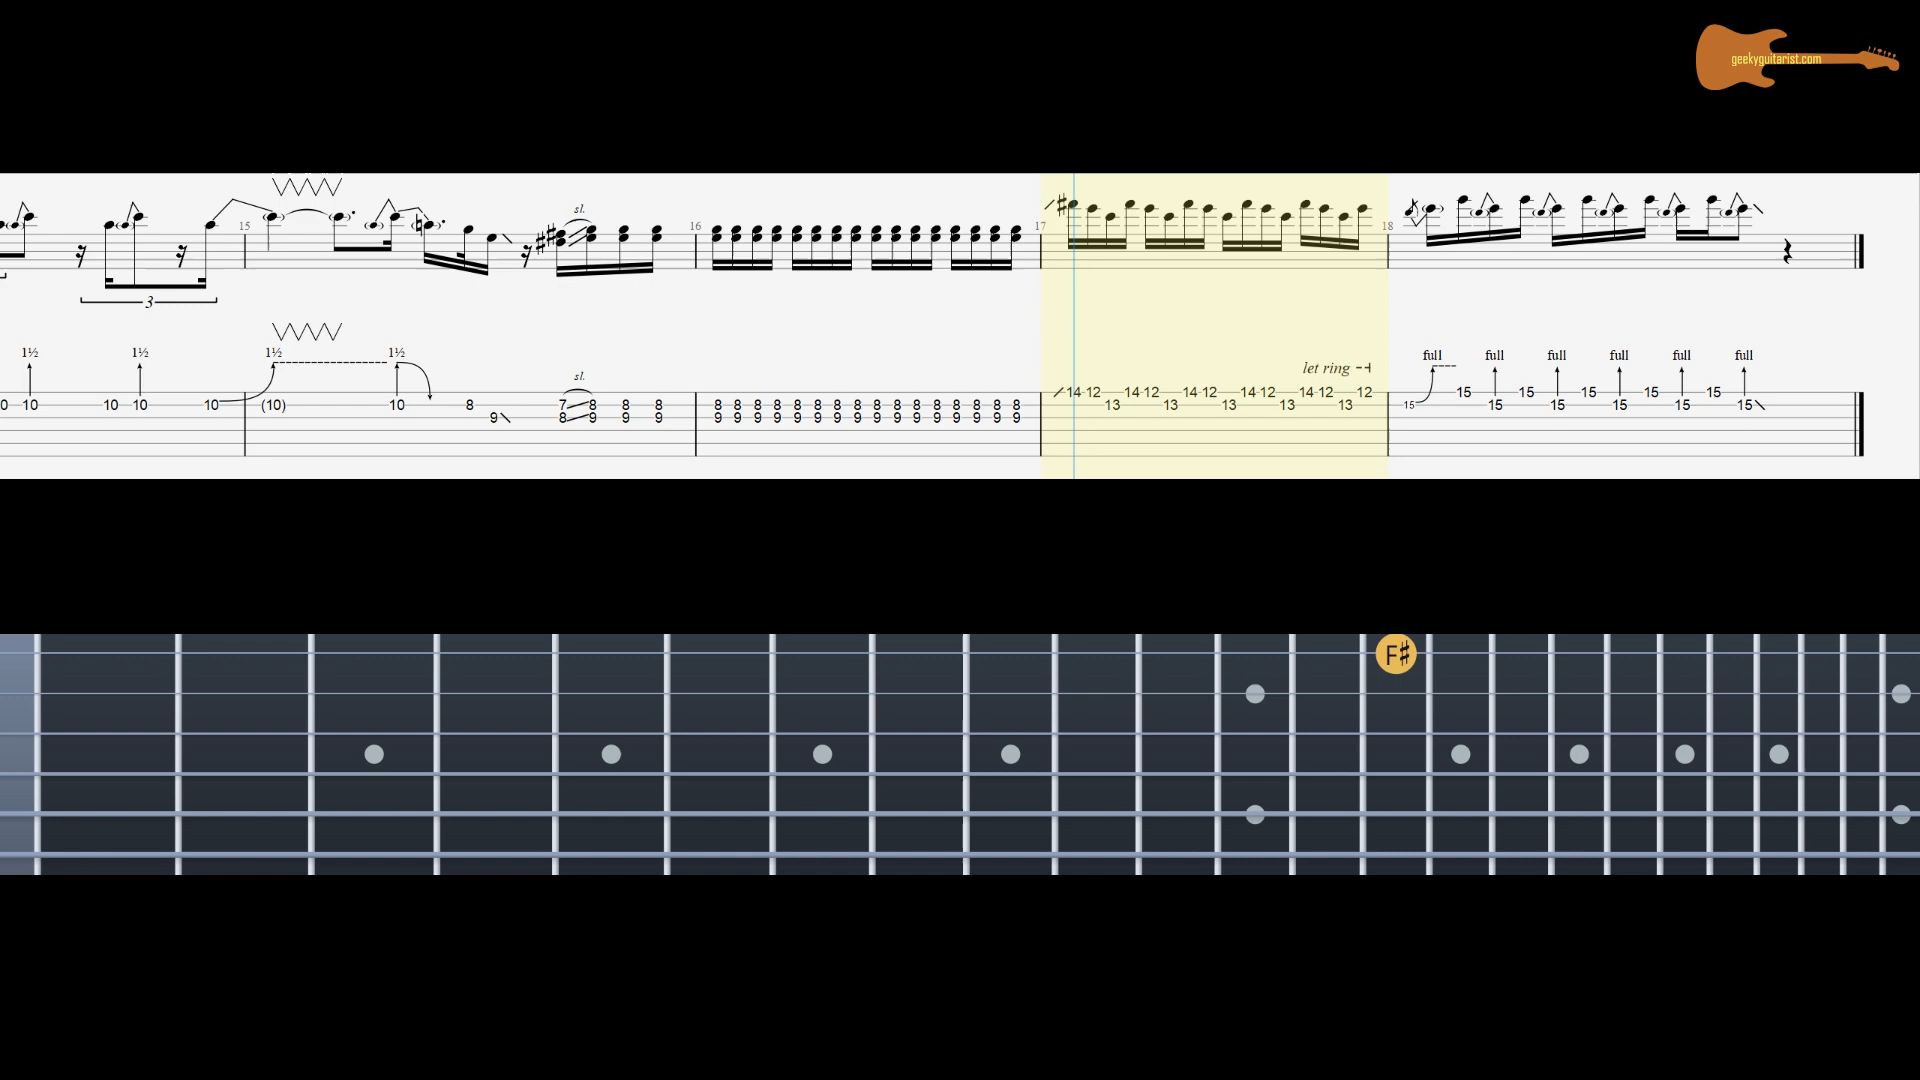 geekyguitarist.com
sl.
15 16 17 18
3
1½ 1½ 1½ 1½ full full full full full full
sl.
let ring
14 12 14 12 14 12 14 12 14 12 12 15 15 15 15 15
0 10 10 10 10 (10) 10 8 7 8 8 8 8 8 8 8 8 8 8 8 8 8 8 8 8 8 8 8 13 13 13 13 13 15 15 15 15 15 15
9 8 9 9 9 9 9 9 9 9 9 9 9 9 9 9 9 9 9 9 9
F♯